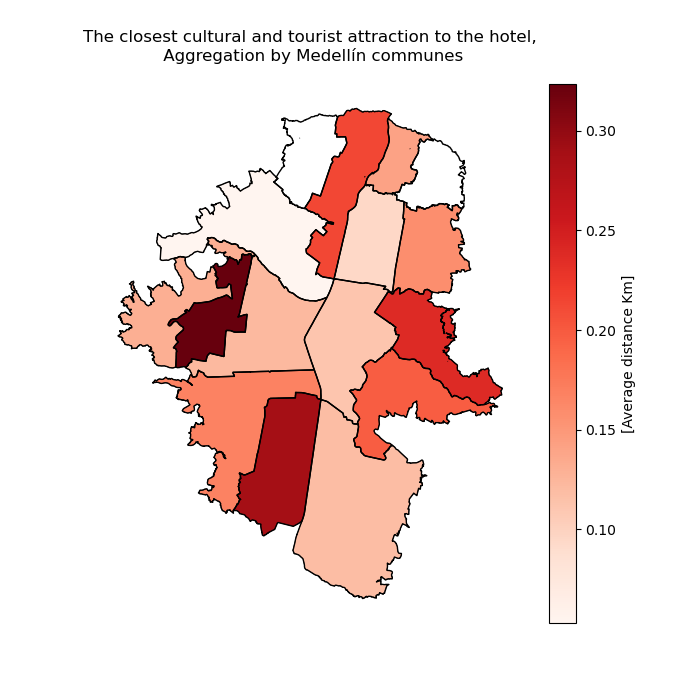 The closest cultural and tourist attraction to the hotel,
Aggregation by Medellín communes
0.30
0.25
0.20
0.15
0.10
[Average distance Km]